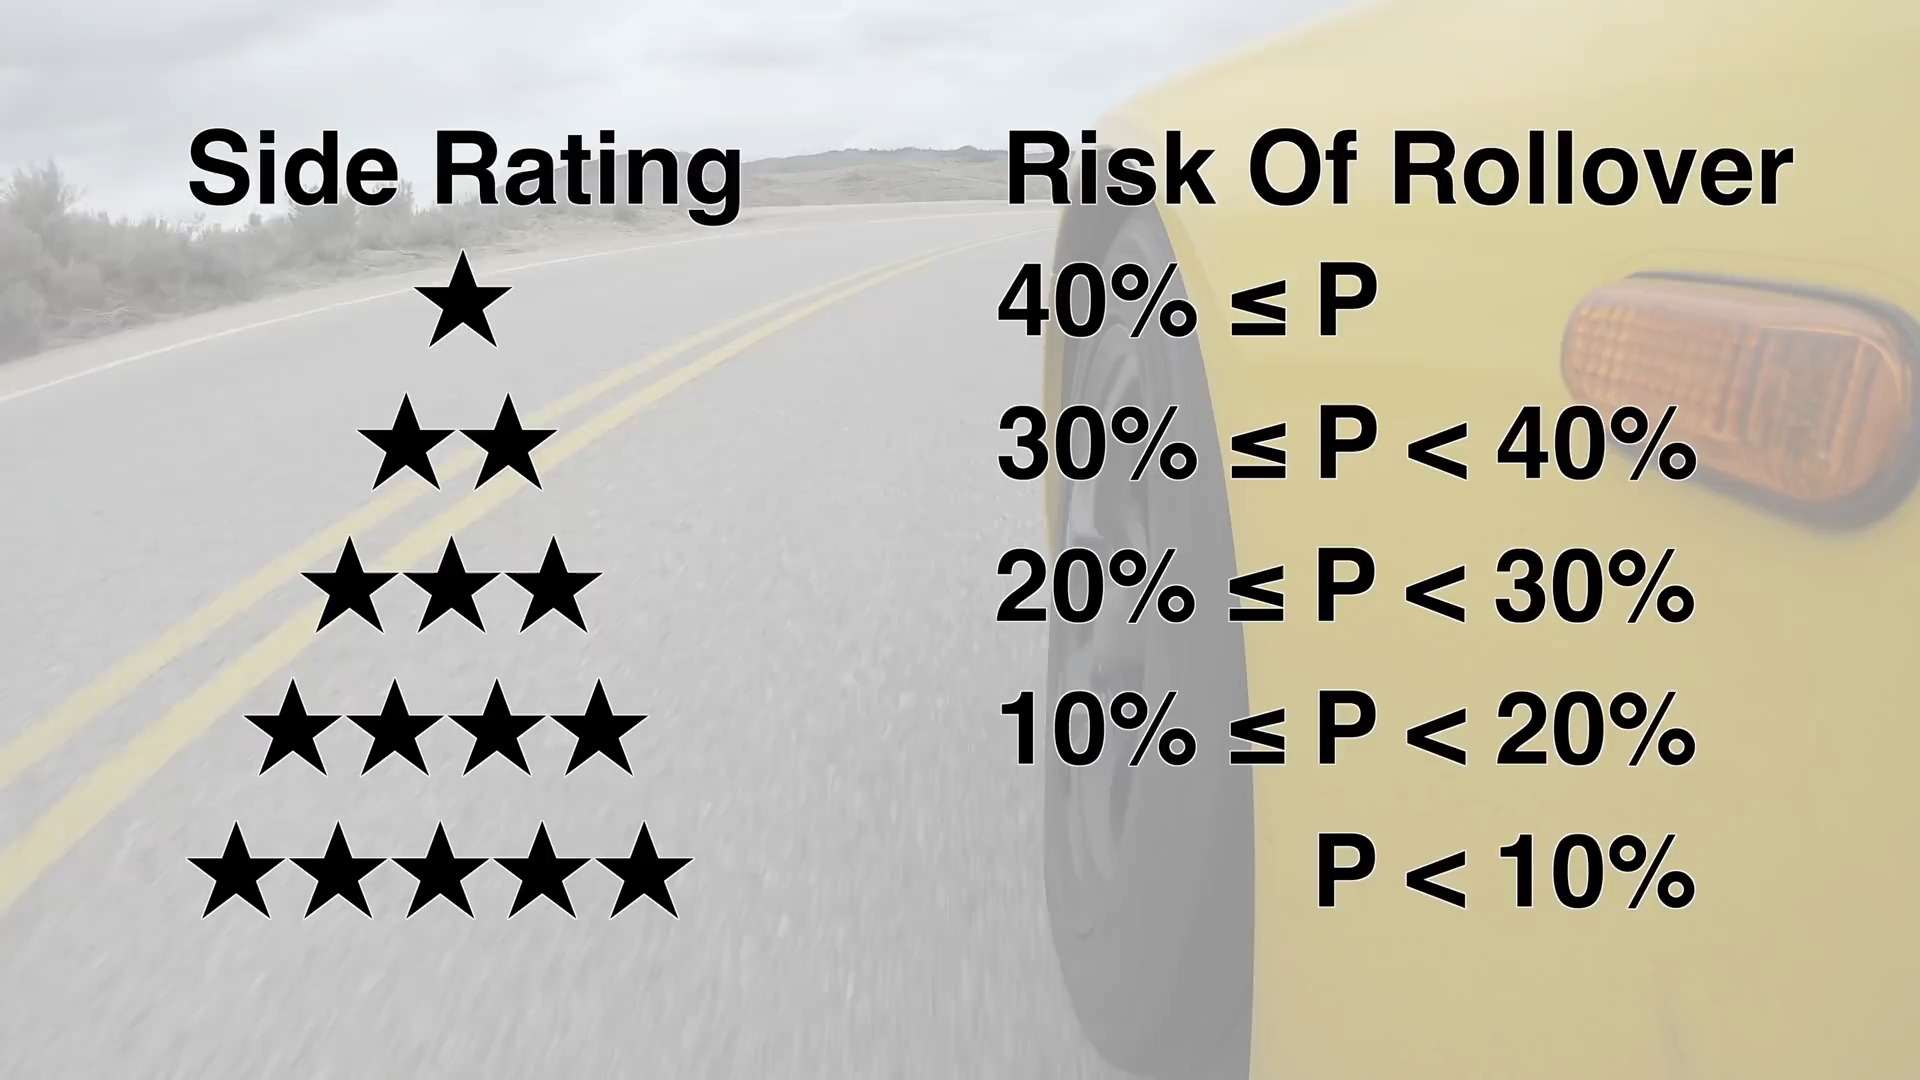 Side Rating Risk Of Rollover
★ 40% ≤ P
★★ 30% ≤ P < 40%
★★★ 20% ≤ P < 30%
★★★★ 10% ≤ P < 20%
★★★★★ P < 10%